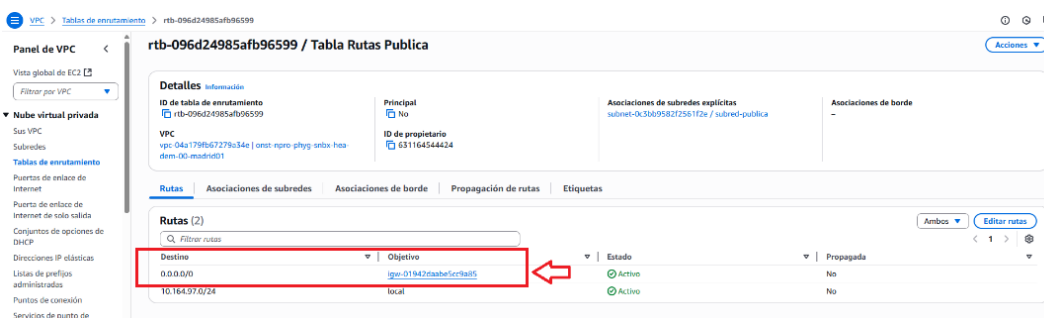 VPC > Tablas de enrutamiento > rtb-096d24985afb96599
Panel de VPC
Vista global de EC2
Filtrar por VPC
Nube virtual privada
Sus VPC
Subredes
Tablas de enrutamiento
Puertas de enlace de
Internet
Puerta de enlace de
Internet de solo salida
Conjuntos de opciones de
DHCP
Direcciones IP elásticas
Listas de prefijos
administradas
Puntos de conexión
Servicios de punto de
rtb-096d24985afb96599 / Tabla Rutas Publica
Acciones
Detalles Información
ID de tabla de enrutamiento
rtb-096d24985afb96599
Principal
No
Asociaciones de subredes explícitas
subnet-0c3bb9582f2561f2e / subred-publica
Asociaciones de borde
–
VPC
vpc-04a179fb67279a34e | onst-npro-phyg-snbx-hea-
dem-00-madrid01
ID de propietario
631164544424
Rutas Asociaciones de subredes Asociaciones de borde Propagación de rutas Etiquetas
Rutas (2)
Ambos
Editar rutas
Filtrar rutas
1
Destino Objetivo Estado Propagada
0.0.0.0/0 igw-01942daabe5cc9a85 Activo No
10.164.97.0/24 local Activo No